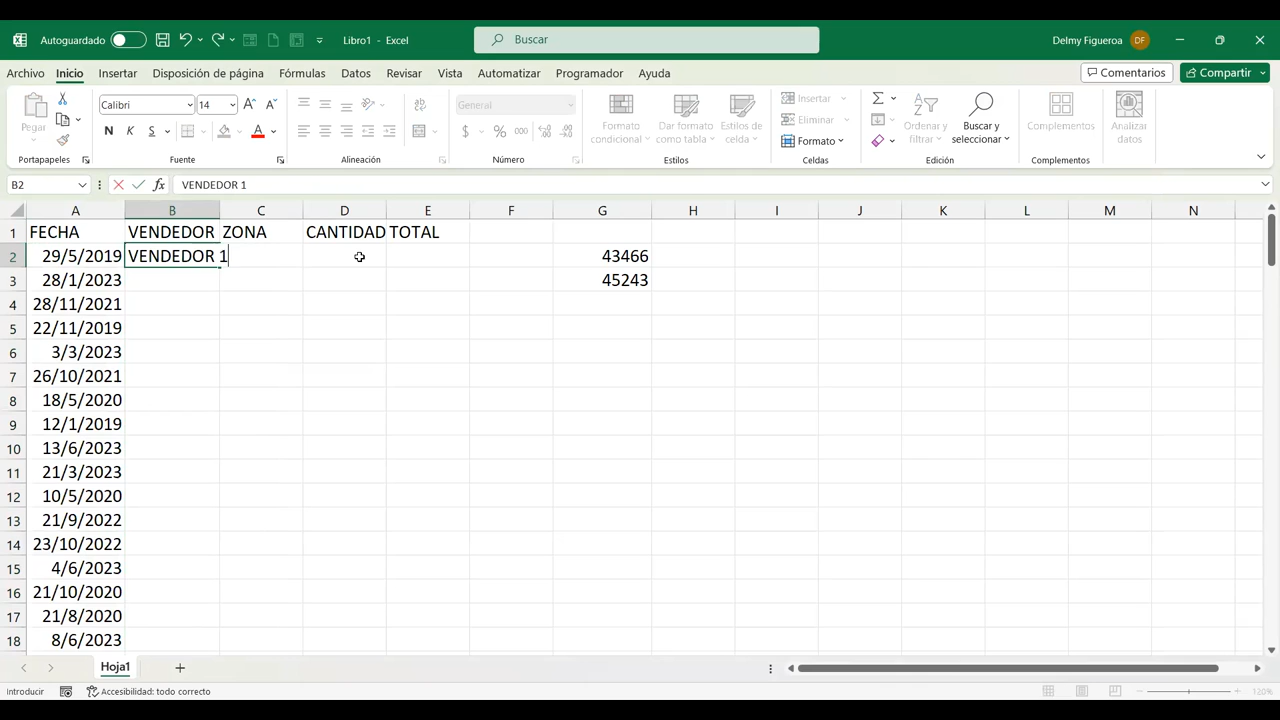 Autoguardado Libro1 - Excel Buscar Delmy Figueroa DF
Archivo Inicio Insertar Disposición de página Fórmulas Datos Revisar Vista Automatizar Programador Ayuda Comentarios Compartir
Pegar Calibri 14 General Formato condicional Dar formato como tabla Estilos de celda Insertar Eliminar Formato Ordenar y filtrar Buscar y seleccionar Complementos Analizar datos
N K S $ % 000
Portapapeles Fuente Alineación Número Estilos Celdas Edición Complementos
B2 fx VENDEDOR 1
A B C D E F G H I J K L M N
1 FECHA VENDEDOR ZONA CANTIDAD TOTAL
2 29/5/2019 VENDEDOR 1 43466
3 28/1/2023 45243
4 28/11/2021
5 22/11/2019
6 3/3/2023
7 26/10/2021
8 18/5/2020
9 12/1/2019
10 13/6/2023
11 21/3/2023
12 10/5/2020
13 21/9/2022
14 23/10/2022
15 4/6/2023
16 21/10/2020
17 21/8/2020
18 8/6/2023
Hoja1
Introducir Accesibilidad: todo correcto 120%